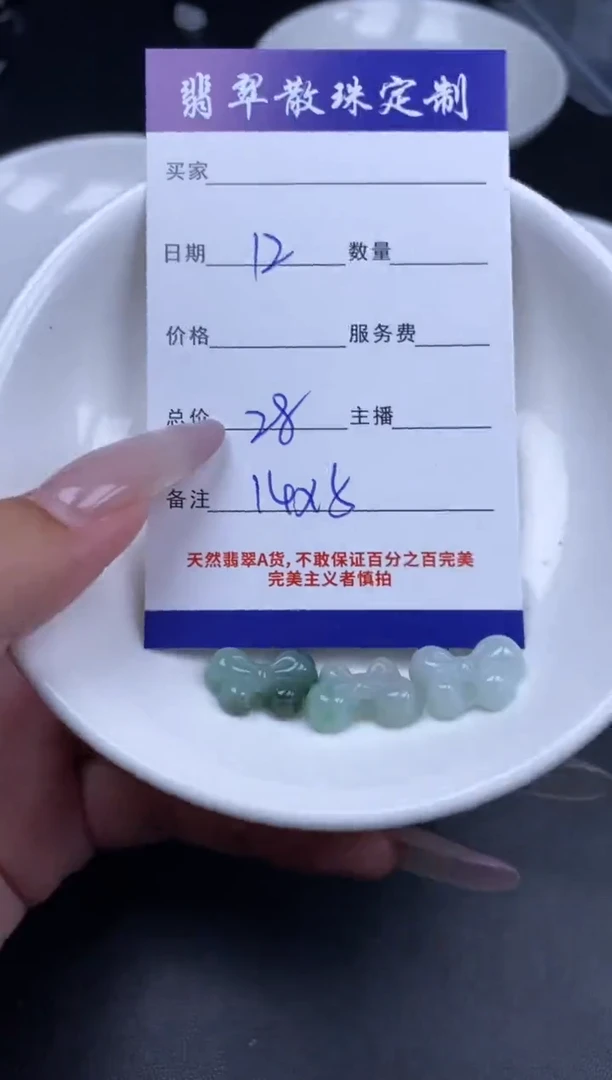 翡翠散珠定制
买家
日期 12 数量
价格 服务费
总价 28 主播
备注 14x8
天然翡翠A货,不敢保证百分之百完美
完美主义者慎拍